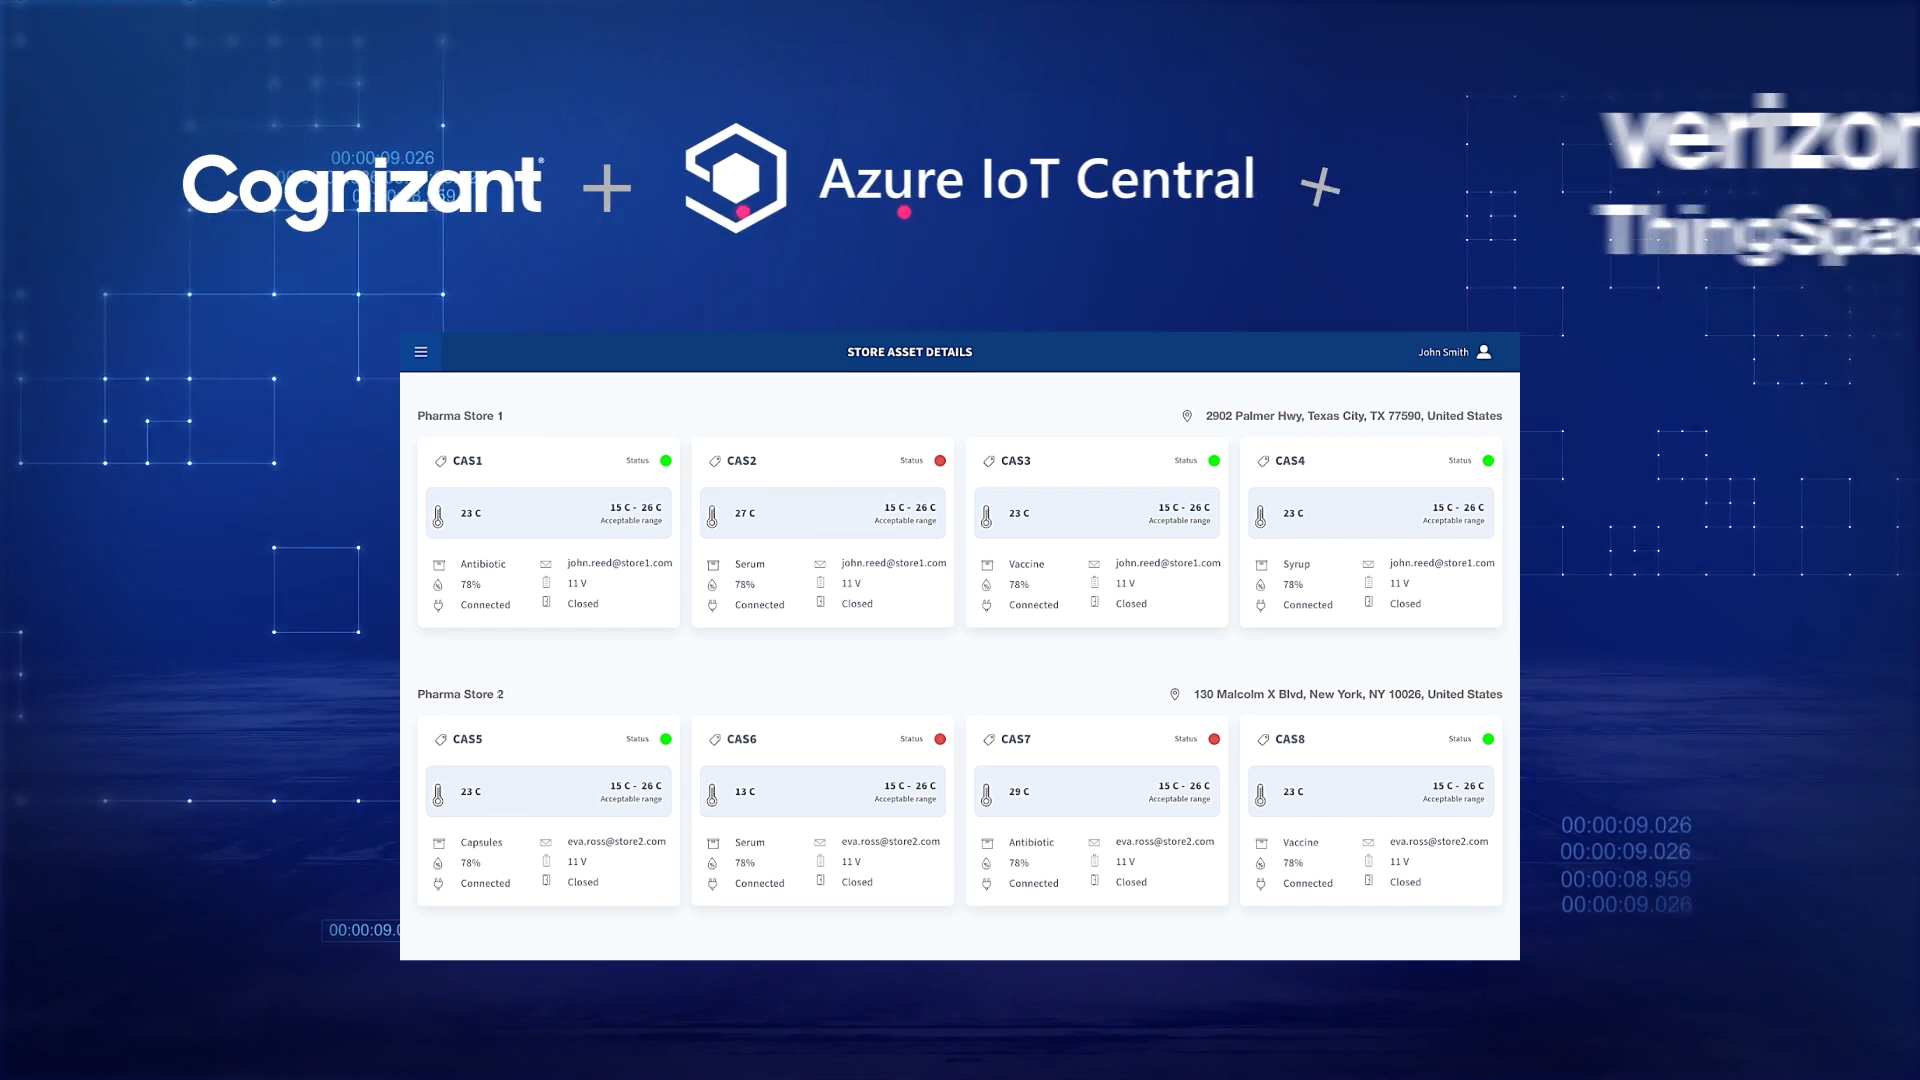 Cognizant
Azure IoT Central
verizon
ThingSpac
00:00:09.026
STORE ASSET DETAILS
John Smith
Pharma Store 1
2902 Palmer Hwy, Texas City, TX 77590, United States
CAS1 Status
23 C 15 C - 26 C
Acceptable range
Antibiotic john.reed@store1.com
78% 11 V
Connected Closed
CAS2 Status
27 C 15 C - 26 C
Acceptable range
Serum john.reed@store1.com
78% 11 V
Connected Closed
CAS3 Status
23 C 15 C - 26 C
Acceptable range
Vaccine john.reed@store1.com
78% 11 V
Connected Closed
CAS4 Status
23 C 15 C - 26 C
Acceptable range
Syrup john.reed@store1.com
78% 11 V
Connected Closed
Pharma Store 2
130 Malcolm X Blvd, New York, NY 10026, United States
CAS5 Status
23 C 15 C - 26 C
Acceptable range
Capsules eva.ross@store2.com
78% 11 V
Connected Closed
CAS6 Status
13 C 15 C - 26 C
Acceptable range
Serum eva.ross@store2.com
78% 11 V
Connected Closed
CAS7 Status
29 C 15 C - 26 C
Acceptable range
Antibiotic eva.ross@store2.com
78% 11 V
Connected Closed
CAS8 Status
23 C 15 C - 26 C
Acceptable range
Vaccine eva.ross@store2.com
78% 11 V
Connected Closed
00:00:09.026
00:00:09.026
00:00:08.959
00:00:09.026
00:00:09.0